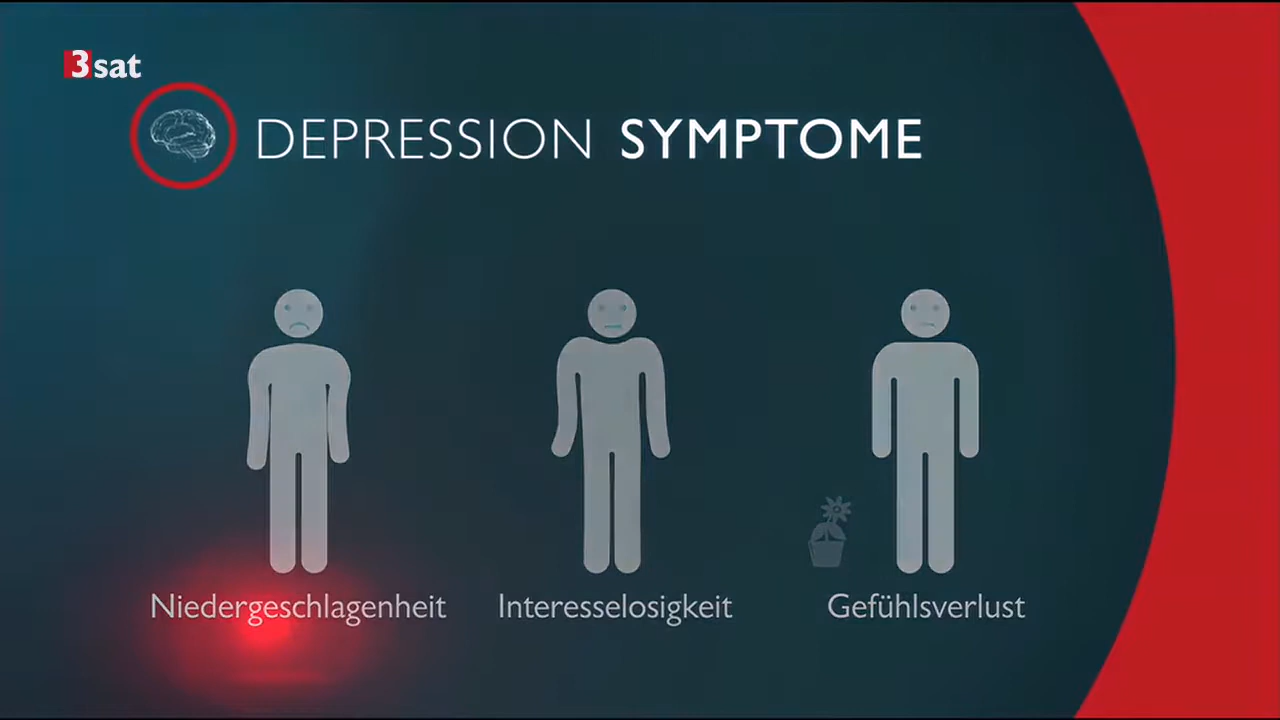 3sat
DEPRESSION SYMPTOME
Niedergeschlagenheit
Interesselosigkeit
Gefühlsverlust